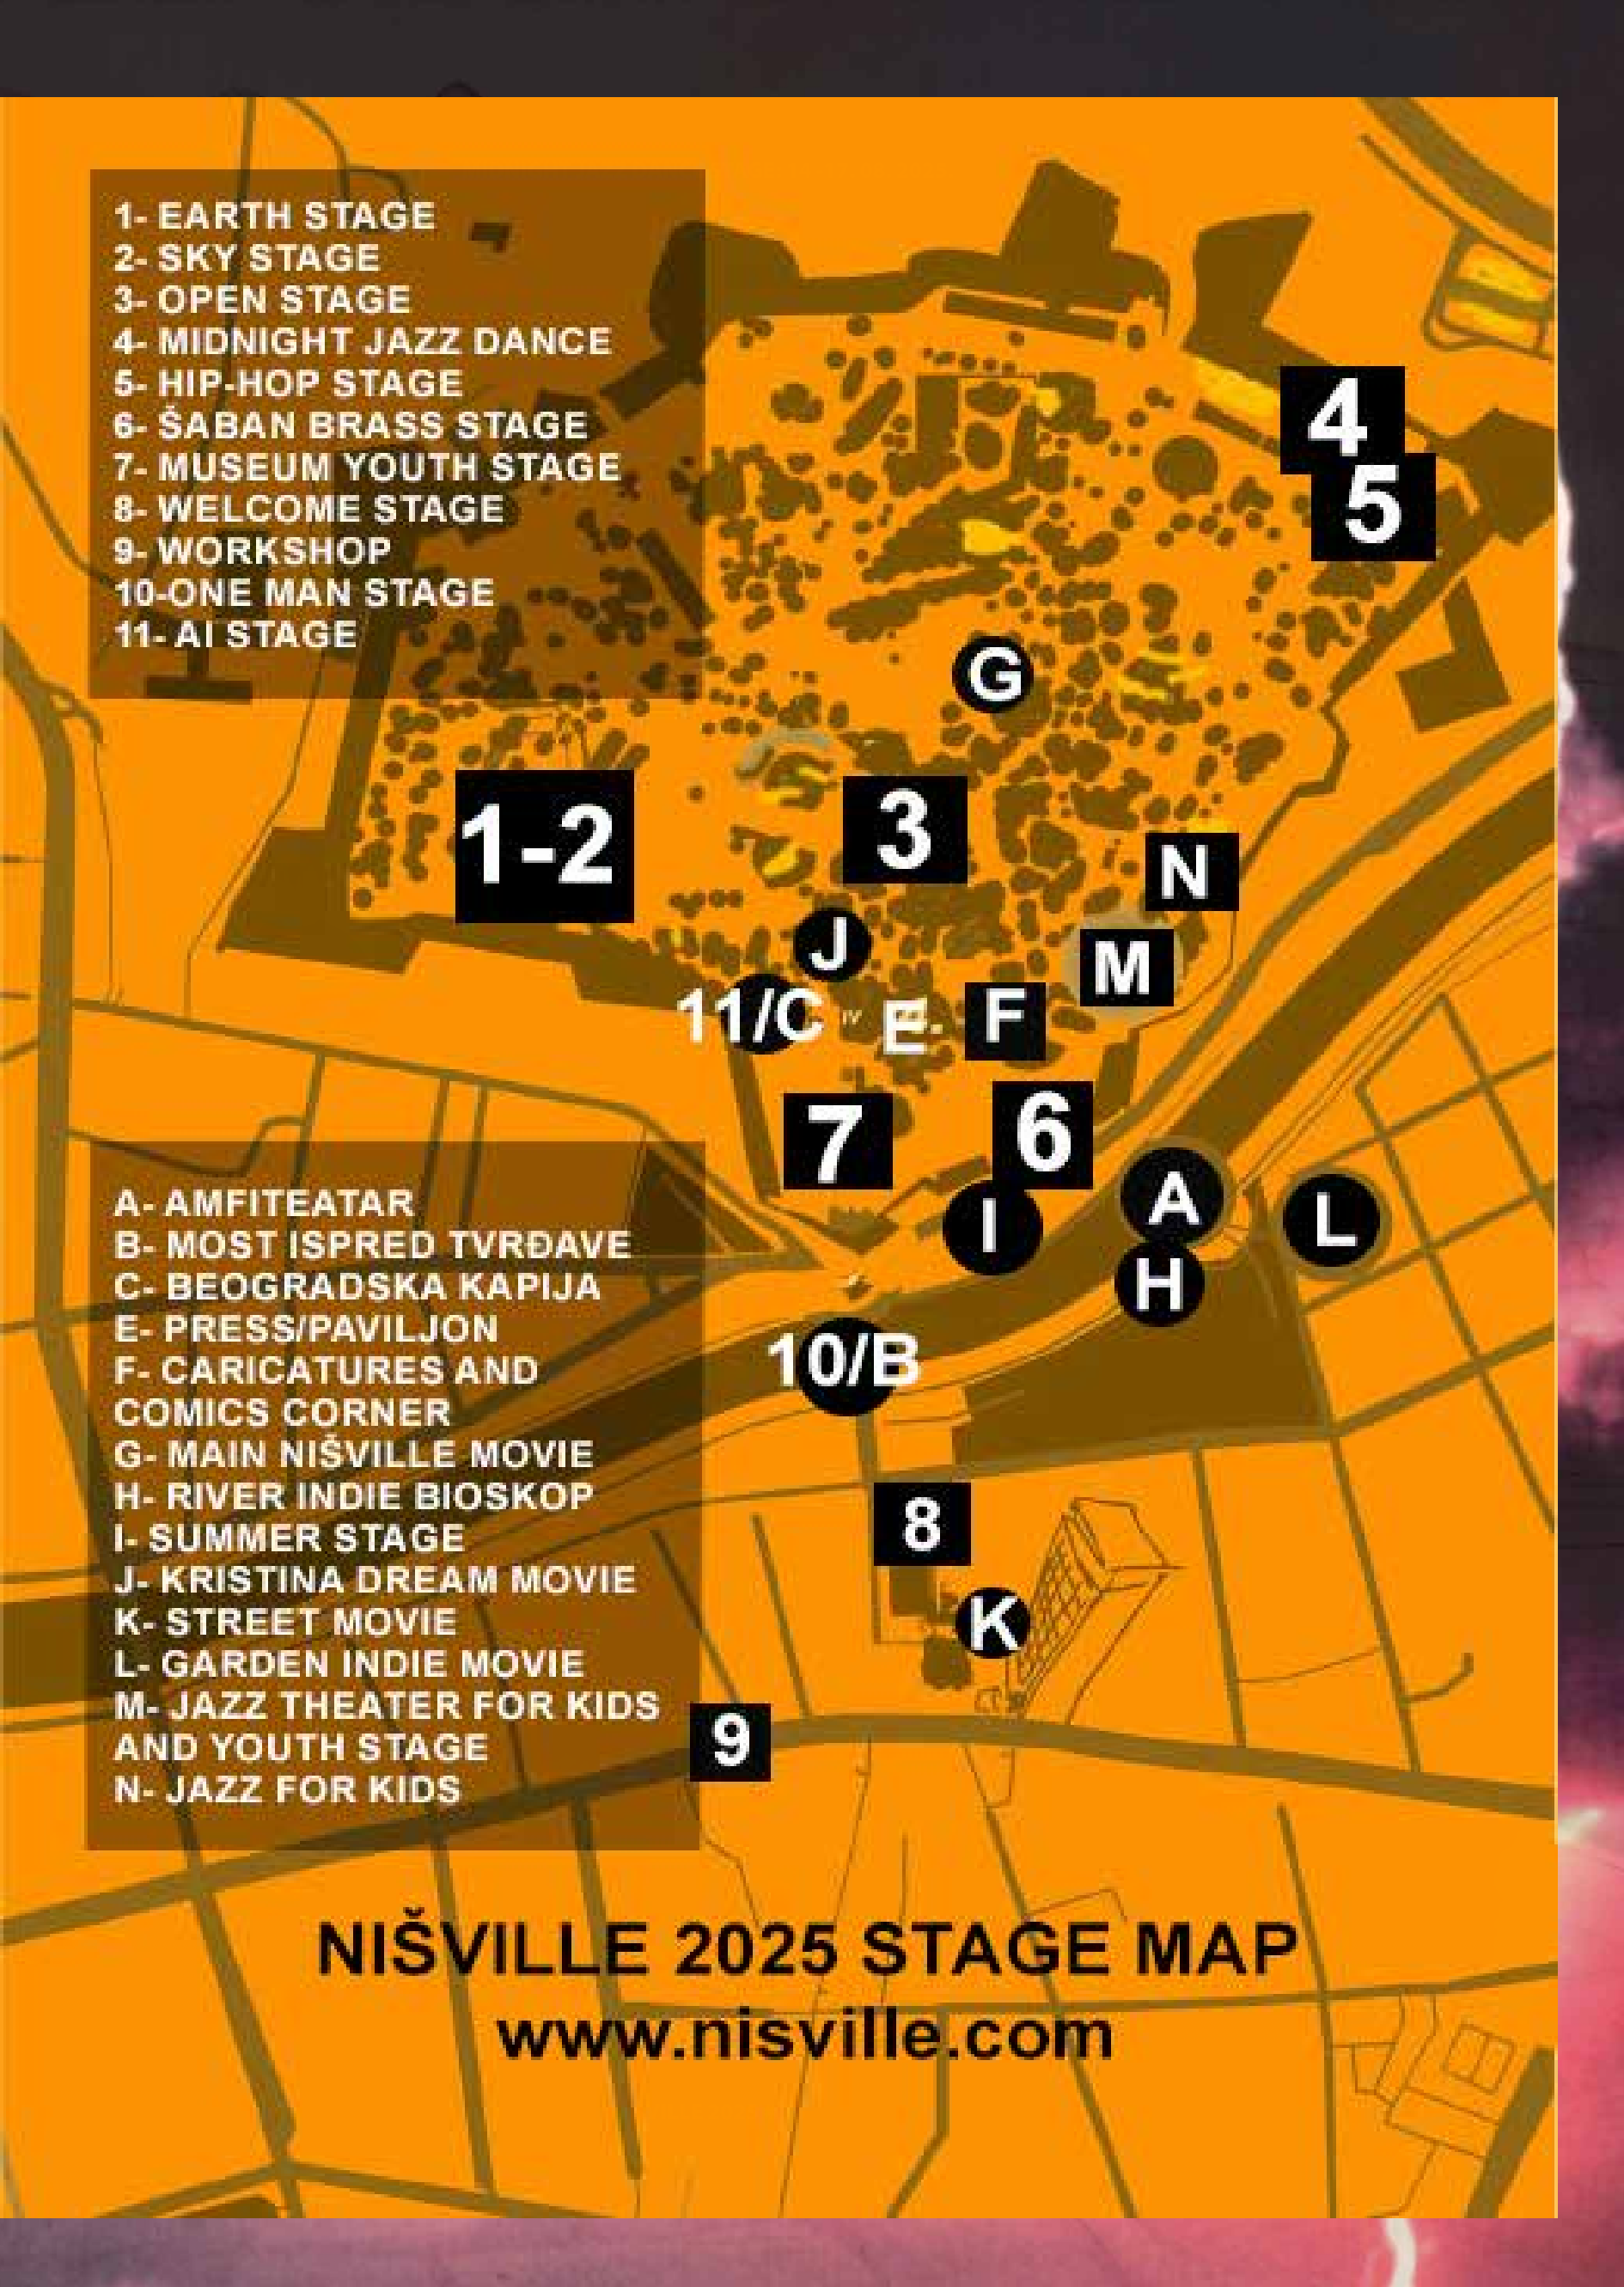 1- EARTH STAGE
2- SKY STAGE
3- OPEN STAGE
4- MIDNIGHT JAZZ DANCE
5- HIP-HOP STAGE
6- ŠABAN BRASS STAGE
7- MUSEUM YOUTH STAGE
8- WELCOME STAGE
9- WORKSHOP
10-ONE MAN STAGE
11- AI STAGE
4
5
G
1-2
3
N
J
M
11/C
E
F
7
6
A
L
I
H
10/B
8
K
9
A- AMFITEATAR
B- MOST ISPRED TVRĐAVE
C- BEOGRADSKA KAPIJA
E- PRESS/PAVILJON
F- CARICATURES AND
COMICS CORNER
G- MAIN NIŠVILLE MOVIE
H- RIVER INDIE BIOSKOP
I- SUMMER STAGE
J- KRISTINA DREAM MOVIE
K- STREET MOVIE
L- GARDEN INDIE MOVIE
M- JAZZ THEATER FOR KIDS
AND YOUTH STAGE
N- JAZZ FOR KIDS
NIŠVILLE 2025 STAGE MAP
www.nisville.com